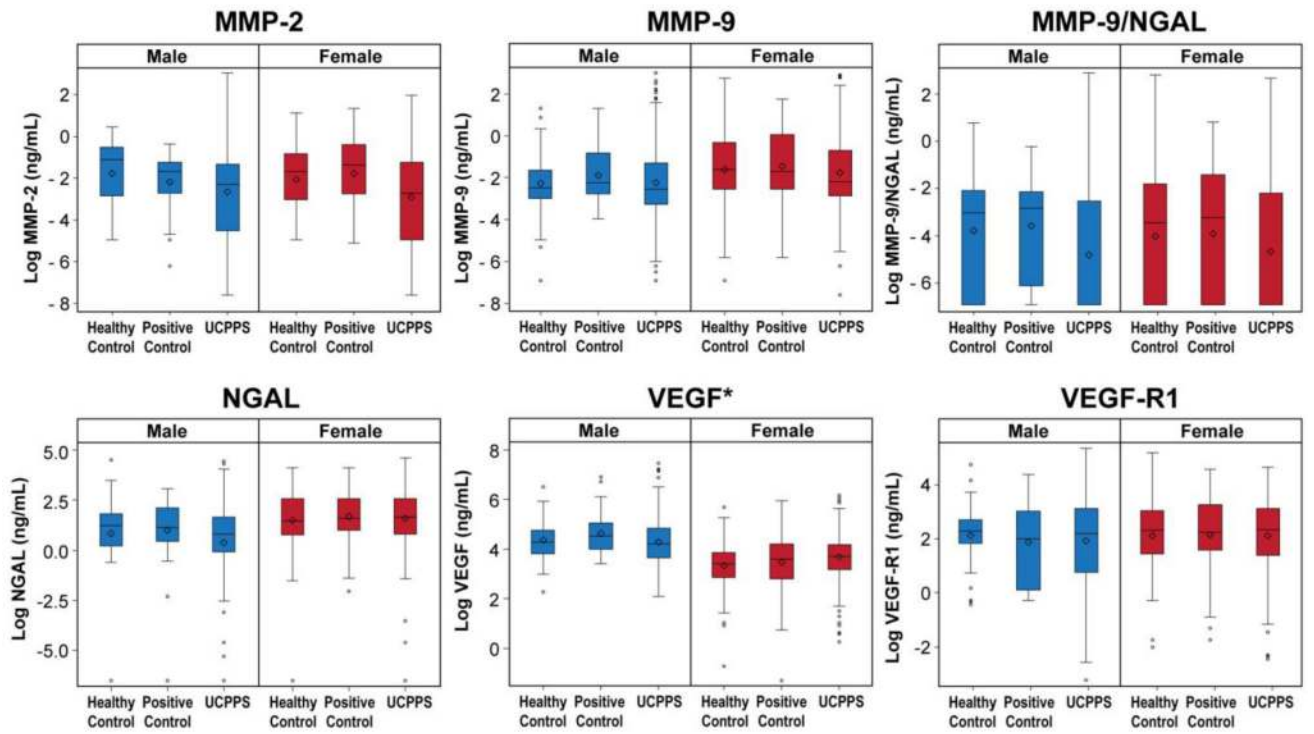 MMP-2
Male Female
Log MMP-2 (ng/mL)
2
0
- 2
- 4
- 6
- 8
Healthy Control Positive Control UCPPS Healthy Control Positive Control UCPPS
MMP-9
Male Female
Log MMP-9 (ng/mL)
2
0
- 2
- 4
- 6
- 8
Healthy Control Positive Control UCPPS Healthy Control Positive Control UCPPS
MMP-9/NGAL
Male Female
Log MMP-9/NGAL (ng/mL)
2
0
- 2
- 4
- 6
Healthy Control Positive Control UCPPS Healthy Control Positive Control UCPPS
NGAL
Male Female
Log NGAL (ng/mL)
5.0
2.5
0.0
-2.5
-5.0
Healthy Control Positive Control UCPPS Healthy Control Positive Control UCPPS
VEGF*
Male Female
Log VEGF (ng/mL)
8
6
4
2
0
Healthy Control Positive Control UCPPS Healthy Control Positive Control UCPPS
VEGF-R1
Male Female
Log VEGF-R1 (ng/mL)
4
2
0
-2
Healthy Control Positive Control UCPPS Healthy Control Positive Control UCPPS